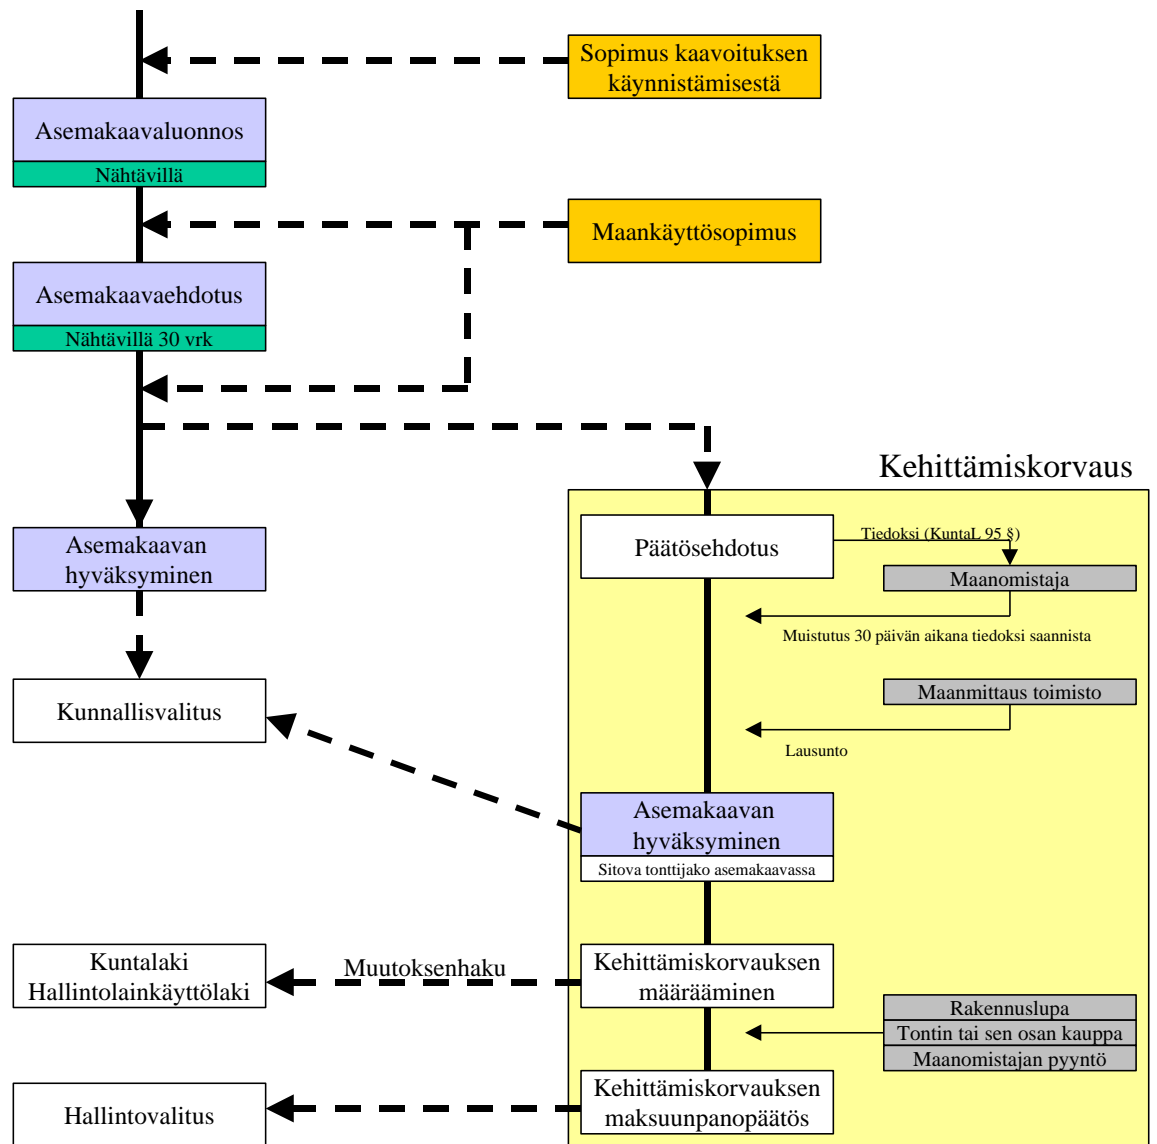 Sopimus kaavoituksen
käynnistämisestä
Asemakaavaluonnos
Nähtävillä
Maankäyttösopimus
Asemakaavaehdotus
Nähtävillä 30 vrk
Kehittämiskorvaus
Asemakaavan
hyväksyminen
Päätösehdotus
Tiedoksi (KuntaL 95 §)
Maanomistaja
Muistutus 30 päivän aikana tiedoksi saannista
Kunnallisvalitus
Maanmittaus toimisto
Lausunto
Asemakaavan
hyväksyminen
Sitova tonttijako asemakaavassa
Kuntalaki
Hallintolainkäyttölaki
Muutoksenhaku
Kehittämiskorvauksen
määrääminen
Rakennuslupa
Tontin tai sen osan kauppa
Maanomistajan pyyntö
Hallintovalitus
Kehittämiskorvauksen
maksuunpanopäätös